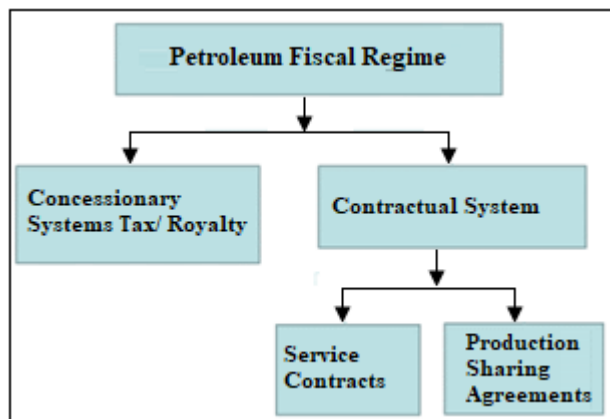 Petroleum Fiscal Regime
Concessionary
Systems Tax/ Royalty
Contractual System
Service
Contracts
Production
Sharing
Agreements